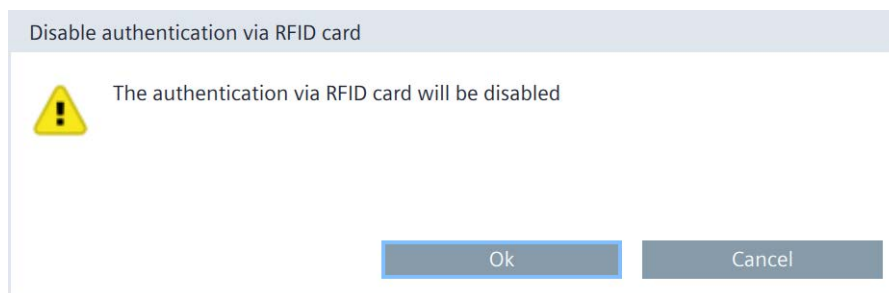 Disable authentication via RFID card
The authentication via RFID card will be disabled
Ok
Cancel